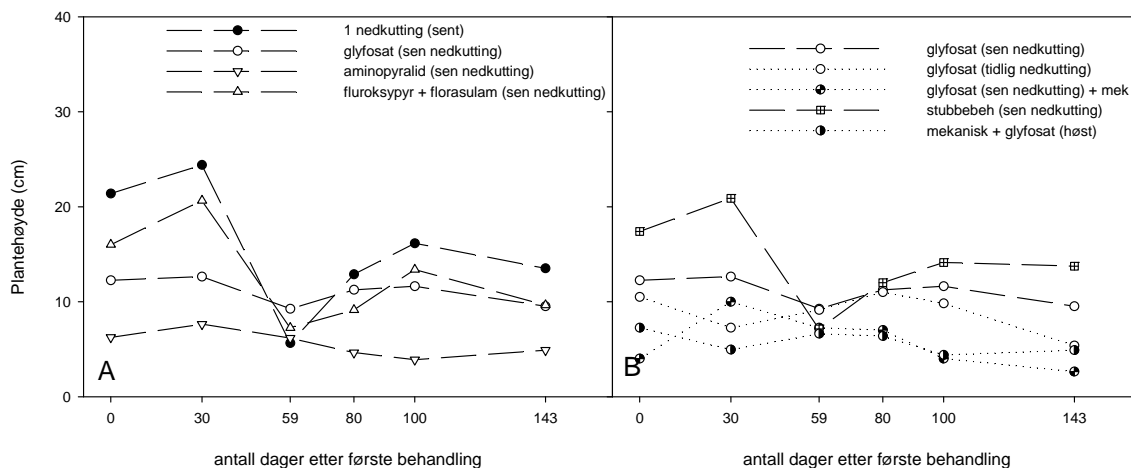 40
30
20
10
0
Plantehøyde (cm)
1 nedkutting (sent)
glyfosat (sen nedkutting)
aminopyralid (sen nedkutting)
fluroksypyr + florasulam (sen nedkutting)
A
0 30 59 80 100 143
antall dager etter første behandling
glyfosat (sen nedkutting)
glyfosat (tidlig nedkutting)
glyfosat (sen nedkutting) + mek
stubbebeh (sen nedkutting)
mekanisk + glyfosat (høst)
B
0 30 59 80 100 143
antall dager etter første behandling